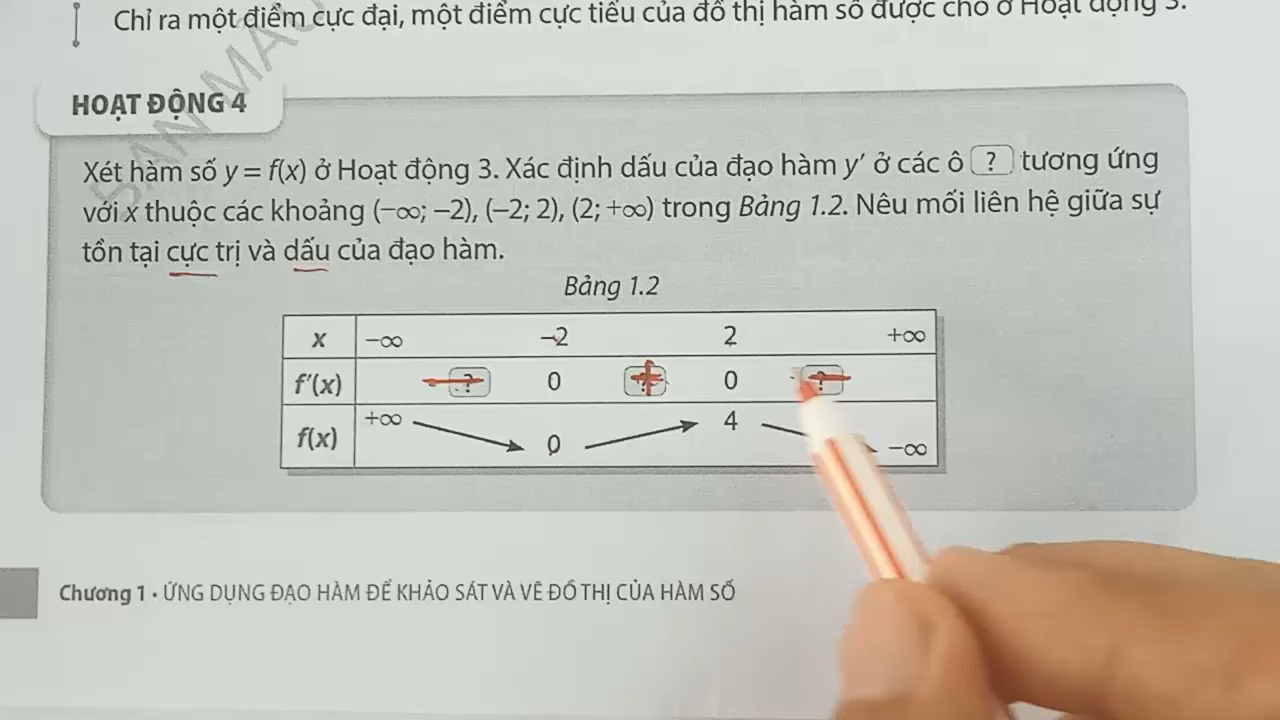 Chỉ ra một điểm cực đại, một điểm cực tiểu của đồ thị hàm số được cho ở Hoạt động 3.
HOẠT ĐỘNG 4
Xét hàm số y = f(x) ở Hoạt động 3. Xác định dấu của đạo hàm y′ ở các ô ? tương ứng
với x thuộc các khoảng (−∞; −2), (−2; 2), (2; +∞) trong Bảng 1.2. Nêu mối liên hệ giữa sự
tồn tại cực trị và dấu của đạo hàm.
Bảng 1.2
x −∞ −2 2 +∞
f′(x) − ? 0 + 0 − ?
f(x) +∞ 0 4 −∞
Chương 1 • ỨNG DỤNG ĐẠO HÀM ĐỂ KHẢO SÁT VÀ VẼ ĐỒ THỊ CỦA HÀM SỐ